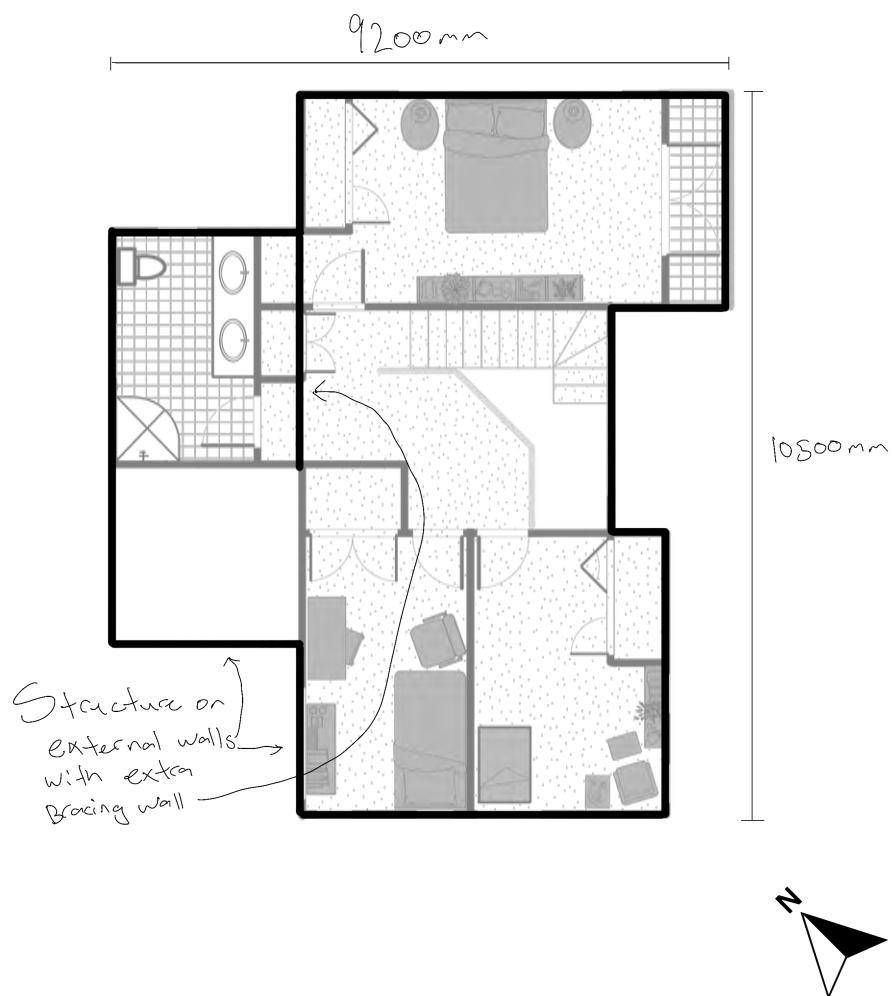 9200mm
10500mm
Structure on
external walls
with extra
Bracing wall
N